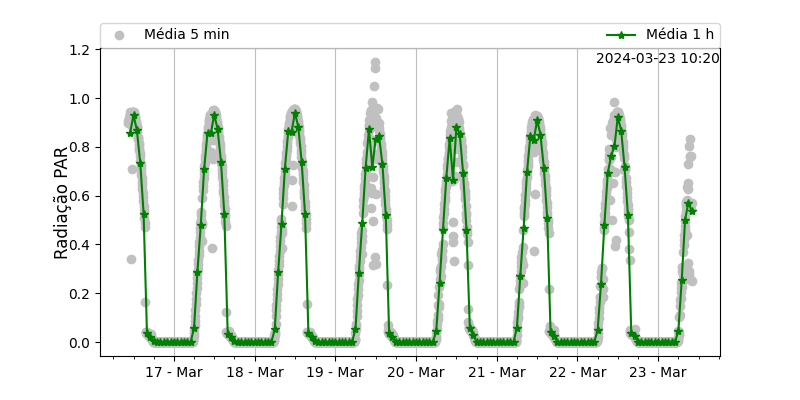 Média 5 min
Média 1 h
2024-03-23 10:20
Radiação PAR
1.2
1.0
0.8
0.6
0.4
0.2
0.0
17 - Mar
18 - Mar
19 - Mar
20 - Mar
21 - Mar
22 - Mar
23 - Mar